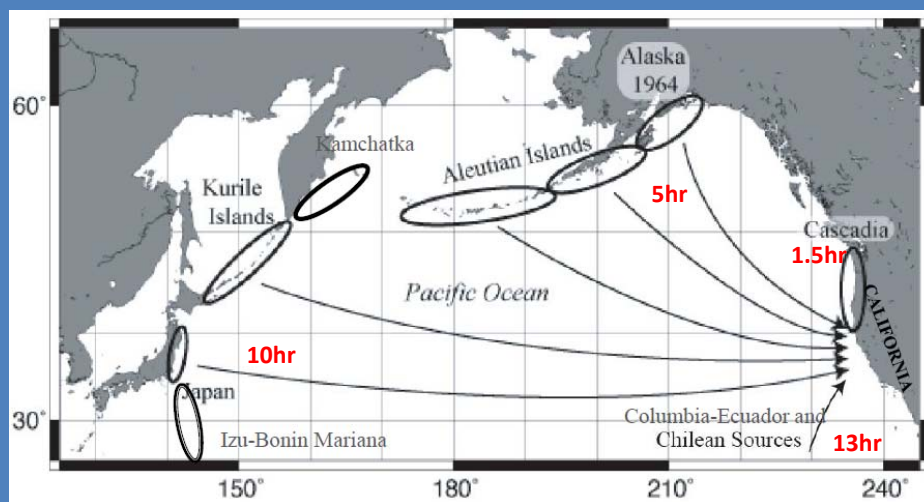 Alaska
1964
60°
Kamchatka
Aleutian Islands
Kurile
Islands
5hr
Cascadia
1.5hr
Pacific Ocean
CALIFORNIA
10hr
Japan
30°
Columbia-Ecuador and
Chilean Sources
13hr
Izu-Bonin Mariana
150°
180°
210°
240°